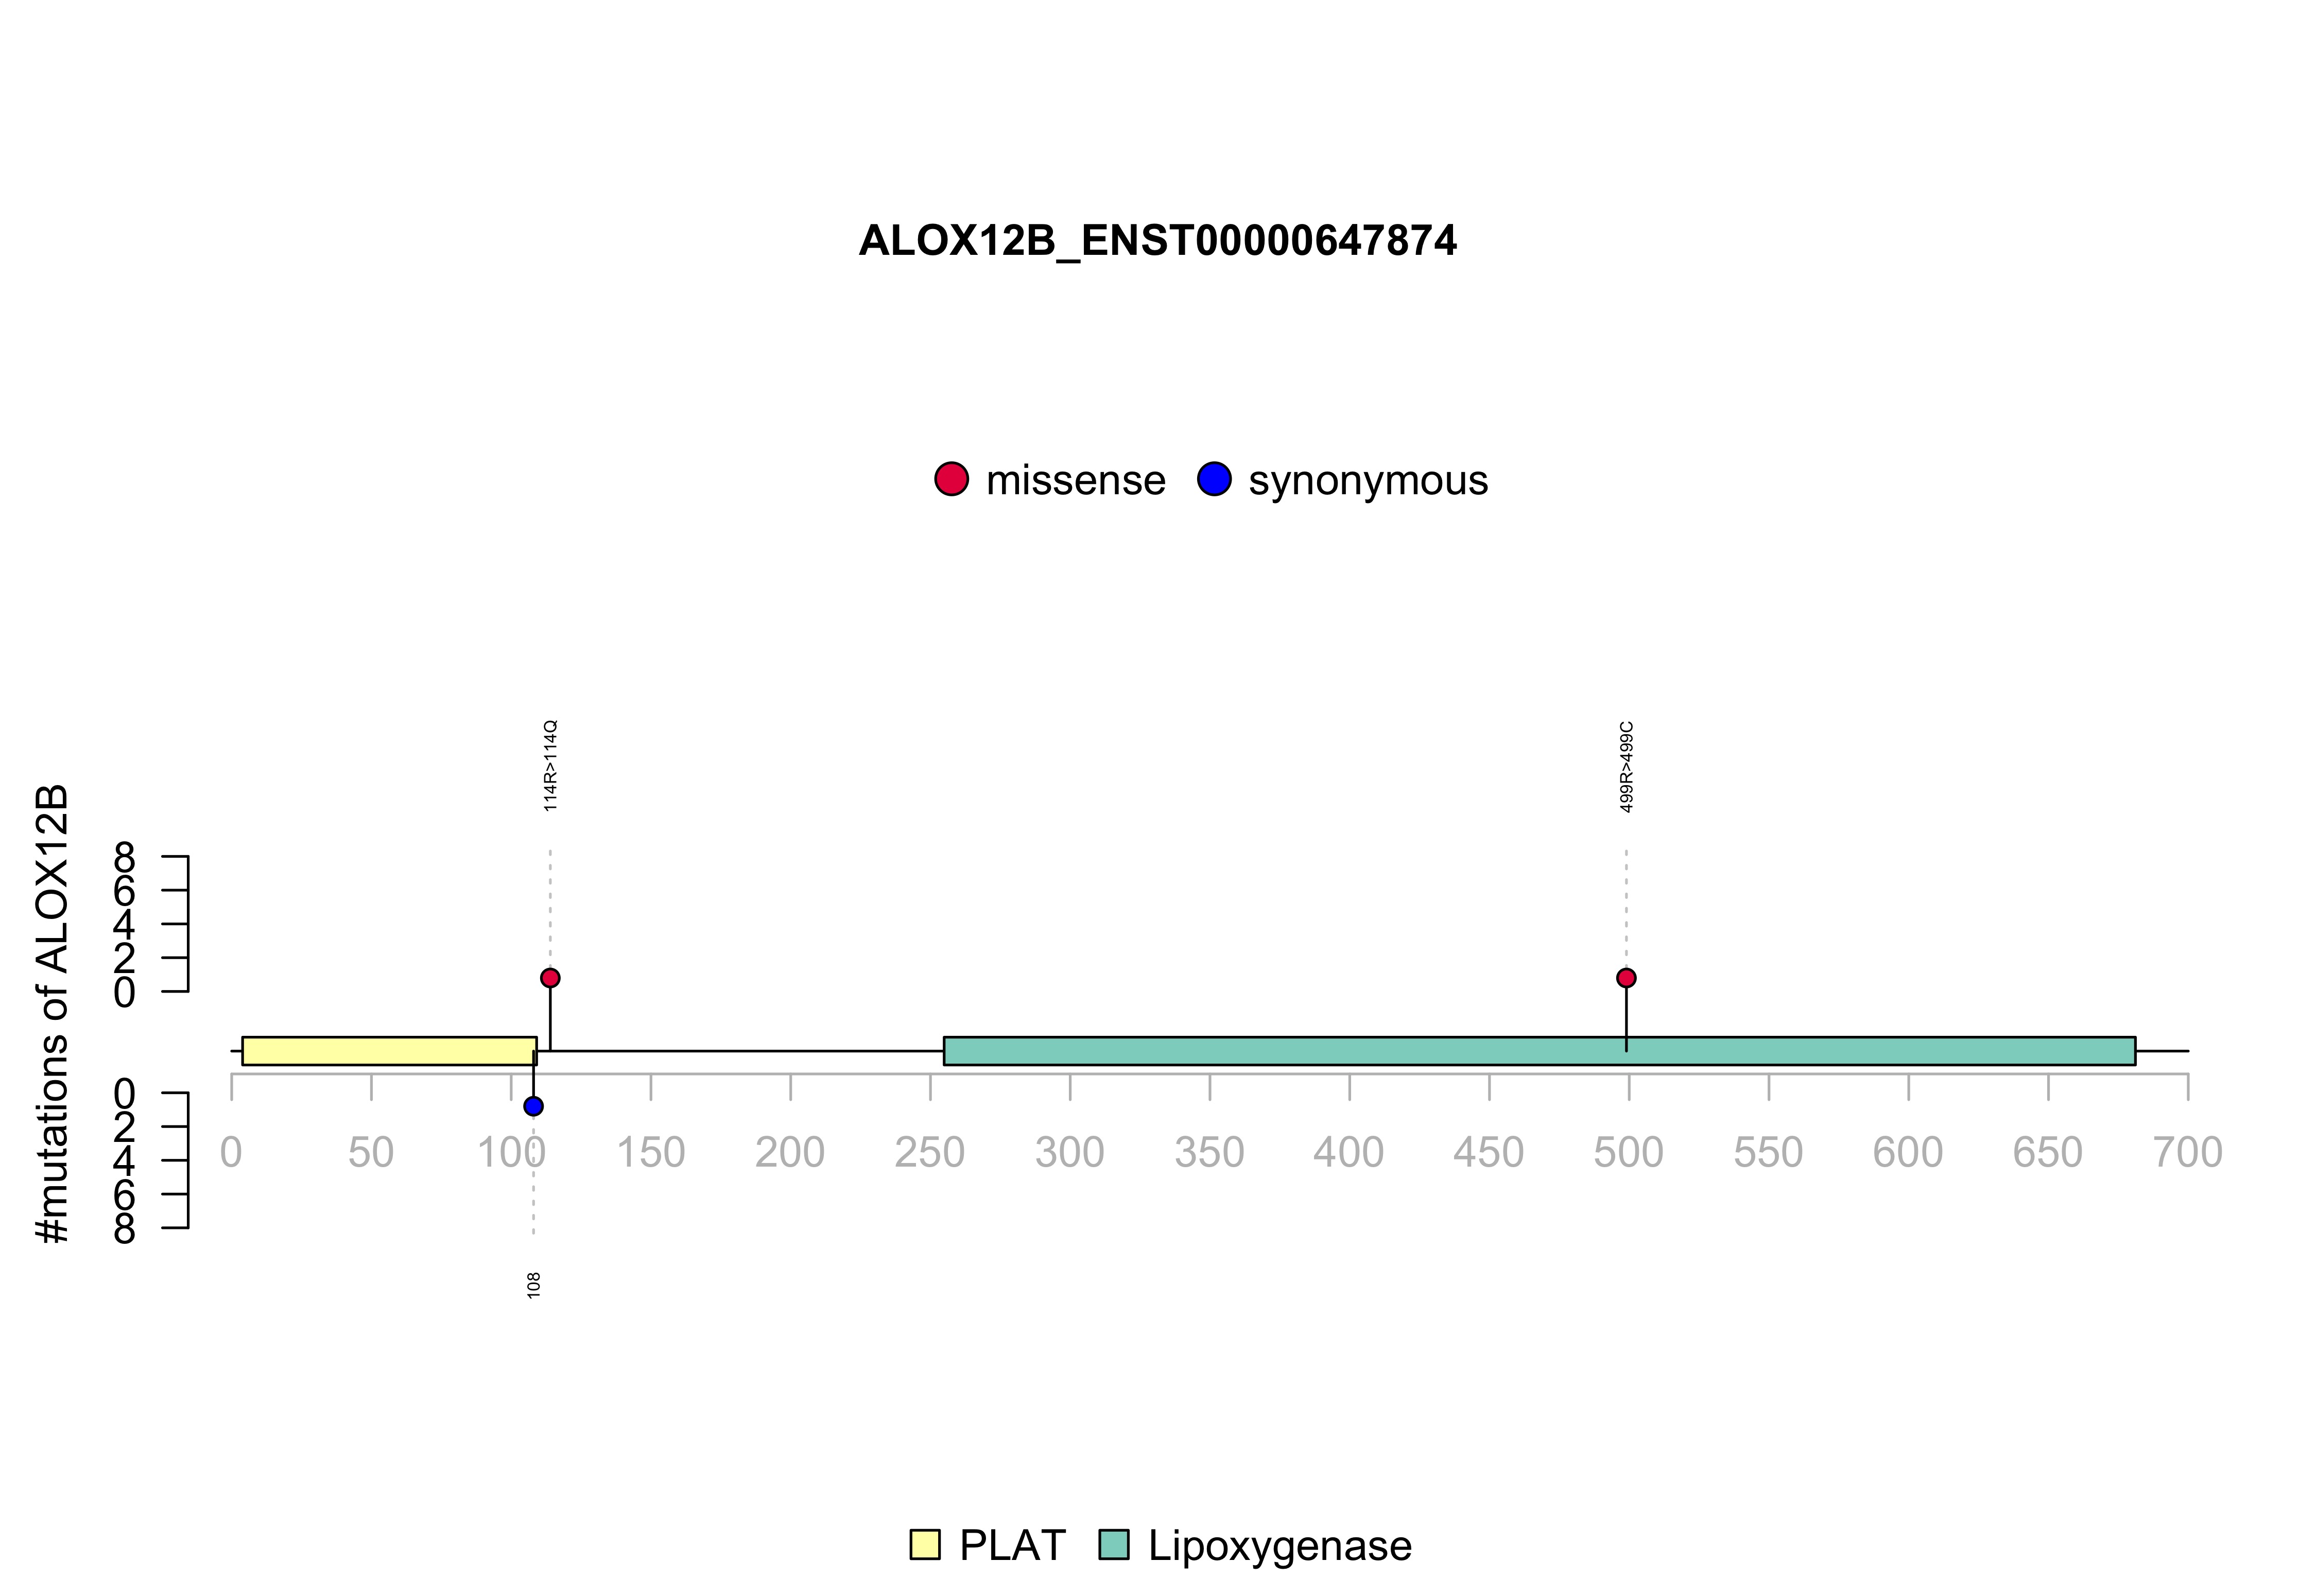 ALOX12B_ENST00000647874
missense synonymous
114R>114Q
499R>499C
#mutations of ALOX12B
8
6
4
2
0
0
2
4
6
8
0 50 100 150 200 250 300 350 400 450 500 550 600 650 700
108
PLAT Lipoxygenase